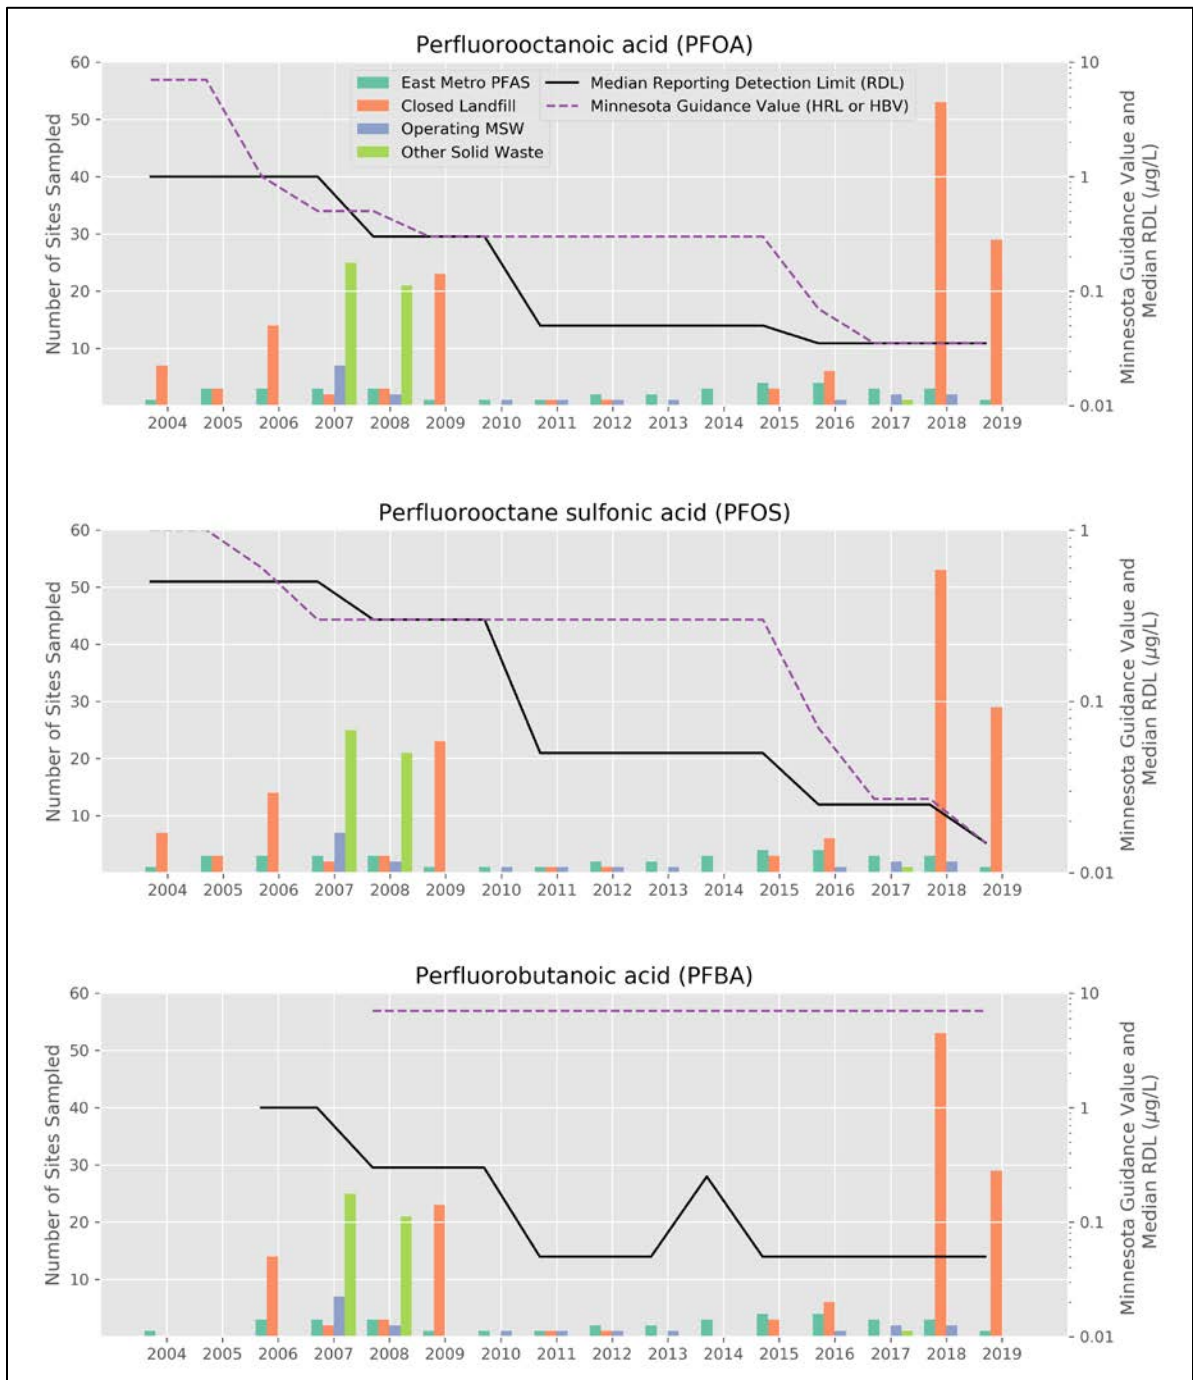 Perfluorooctanoic acid (PFOA)
60
50
40
30
20
10
Number of Sites Sampled
East Metro PFAS
Closed Landfill
Operating MSW
Other Solid Waste
Median Reporting Detection Limit (RDL)
Minnesota Guidance Value (HRL or HBV)
10
1
0.1
0.01
Minnesota Guidance Value and
Median RDL (µg/L)
2004 2005 2006 2007 2008 2009 2010 2011 2012 2013 2014 2015 2016 2017 2018 2019
Perfluorooctane sulfonic acid (PFOS)
60
50
40
30
20
10
Number of Sites Sampled
1
0.1
0.01
Minnesota Guidance Value and
Median RDL (µg/L)
2004 2005 2006 2007 2008 2009 2010 2011 2012 2013 2014 2015 2016 2017 2018 2019
Perfluorobutanoic acid (PFBA)
60
50
40
30
20
10
Number of Sites Sampled
10
1
0.1
0.01
Minnesota Guidance Value and
Median RDL (µg/L)
2004 2005 2006 2007 2008 2009 2010 2011 2012 2013 2014 2015 2016 2017 2018 2019